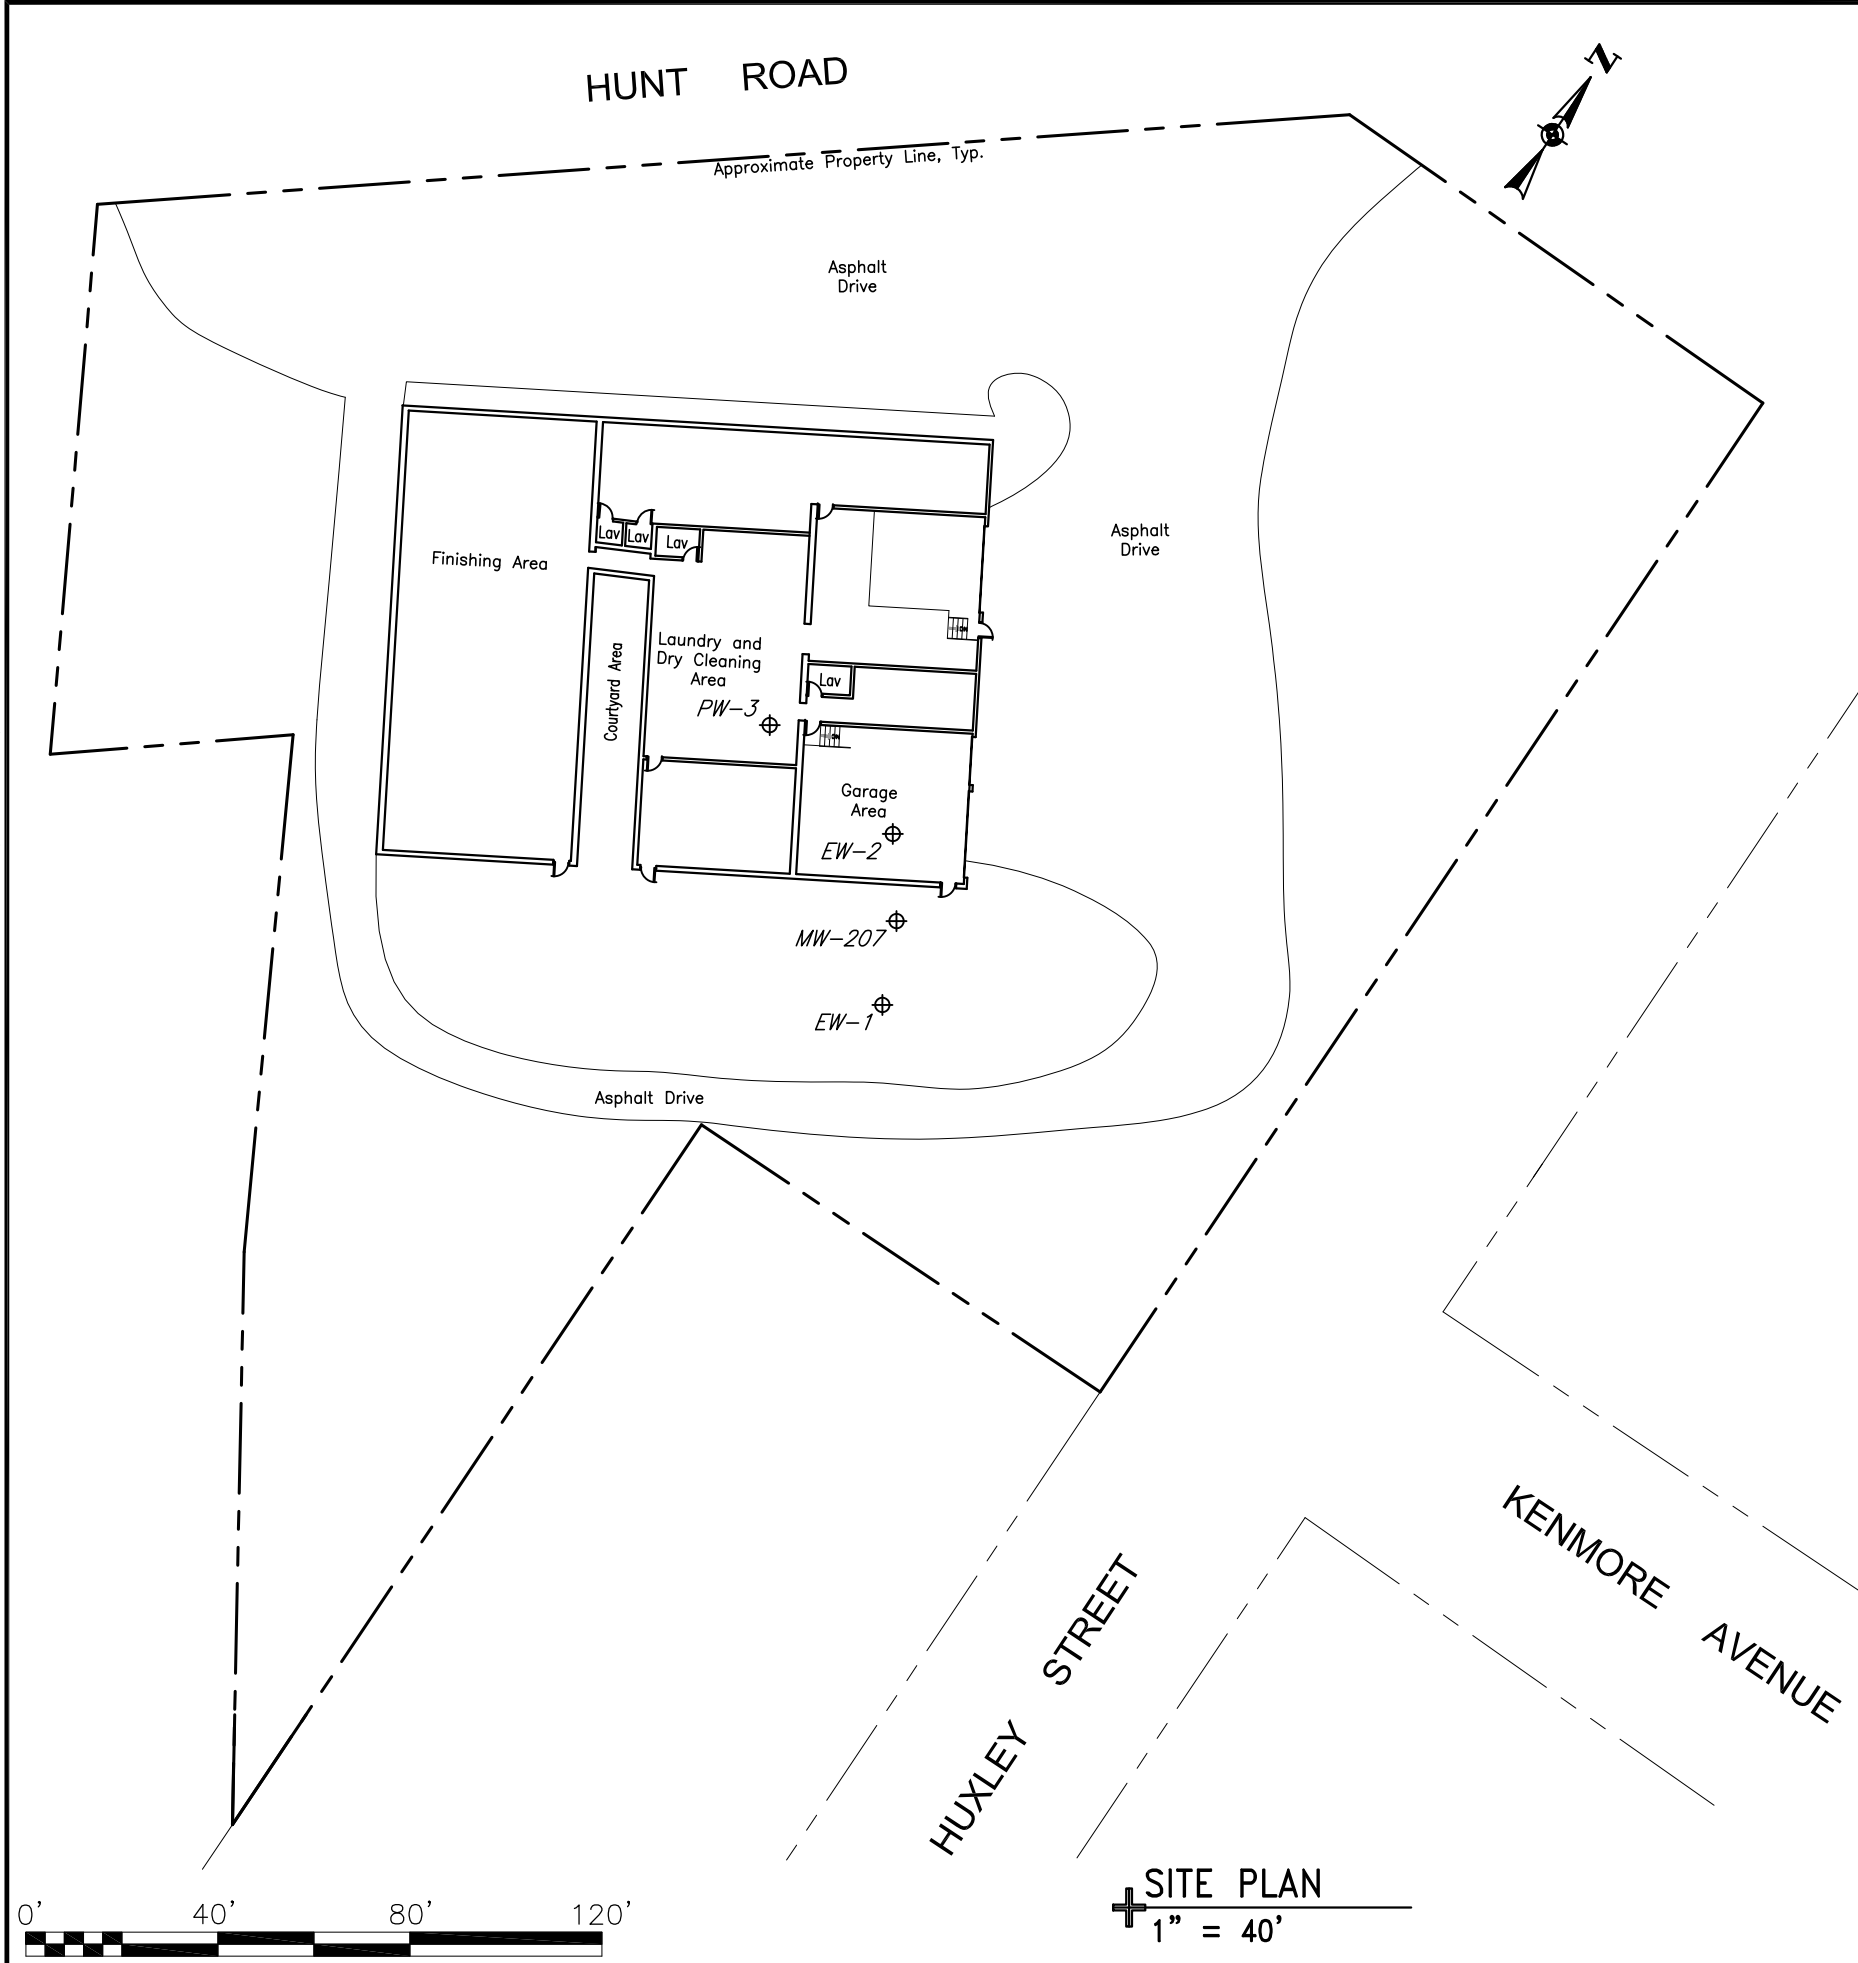 HUNT ROAD
N
Approximate Property Line, Typ.
Asphalt
Drive
Asphalt
Drive
Lav
Lav
Lav
Finishing Area
Laundry and
Dry Cleaning
Area
Courtyard Area
Lav
PW-3
Garage
Area
EW-2
MW-207
EW-1
Asphalt Drive
KENMORE AVENUE
HUXLEY STREET
SITE PLAN
1" = 40'
0' 40' 80' 120'